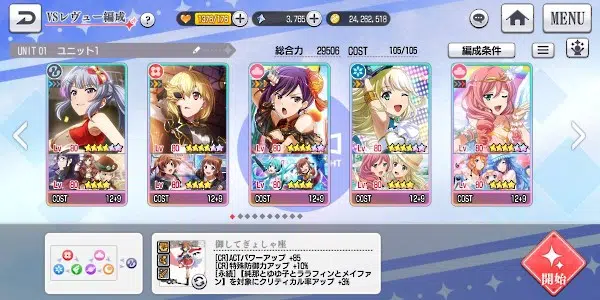 VSレヴュー編成 ? 1376/176 3,765 24,262,518 MENU
UNIT 01 ユニット1 総合力 29506 COST 105/105 編成条件
Lv 80 Lv 80 Lv 80 Lv 80 Lv 80
Lv. 80 Lv. 80 Lv. 80 Lv. 80 Lv. 80
COST 12+9 COST 12+9 COST 12+9 COST 12+9 COST 12+9
御してぎょしゃ座
[CR]ACTパワーアップ +85
[CR]特殊防御力アップ +10%
[永続]【純那とゆゆ子とララフィンとメイファ
ン】を対象にクリティカル率アップ +3%
開始